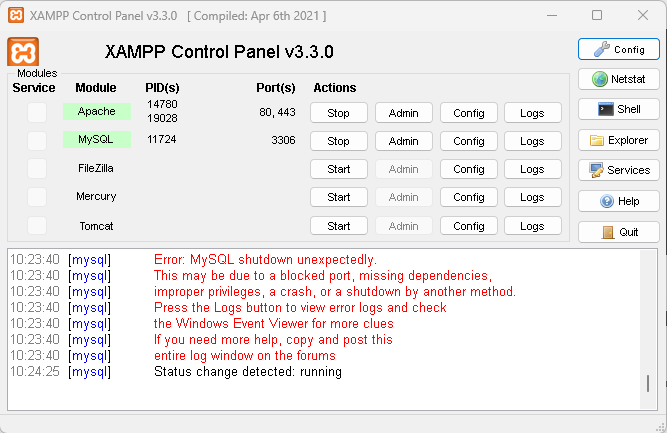 XAMPP Control Panel v3.3.0 [ Compiled: Apr 6th 2021 ]
XAMPP Control Panel v3.3.0
Config
Modules
Service Module PID(s) Port(s) Actions
Netstat
Apache 14780 19028 80, 443 Stop Admin Config Logs
Shell
MySQL 11724 3306 Stop Admin Config Logs
Explorer
FileZilla Start Admin Config Logs
Services
Mercury Start Admin Config Logs
Help
Tomcat Start Admin Config Logs
Quit
10:23:40 [mysql] Error: MySQL shutdown unexpectedly.
10:23:40 [mysql] This may be due to a blocked port, missing dependencies,
10:23:40 [mysql] improper privileges, a crash, or a shutdown by another method.
10:23:40 [mysql] Press the Logs button to view error logs and check
10:23:40 [mysql] the Windows Event Viewer for more clues
10:23:40 [mysql] If you need more help, copy and post this
10:23:40 [mysql] entire log window on the forums
10:24:25 [mysql] Status change detected: running